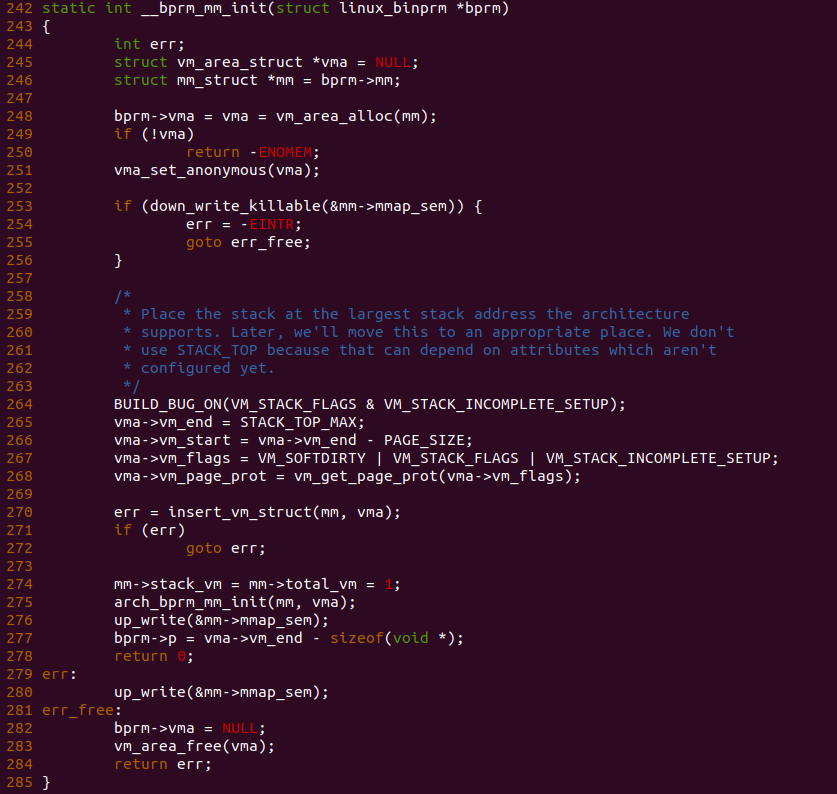 242 static int __bprm_mm_init(struct linux_binprm *bprm)
243 {
244         int err;
245         struct vm_area_struct *vma = NULL;
246         struct mm_struct *mm = bprm->mm;
247
248         bprm->vma = vma = vm_area_alloc(mm);
249         if (!vma)
250                 return -ENOMEM;
251         vma_set_anonymous(vma);
252
253         if (down_write_killable(&mm->mmap_sem)) {
254                 err = -EINTR;
255                 goto err_free;
256         }
257
258         /*
259          * Place the stack at the largest stack address the architecture
260          * supports. Later, we'll move this to an appropriate place. We don't
261          * use STACK_TOP because that can depend on attributes which aren't
262          * configured yet.
263          */
264         BUILD_BUG_ON(VM_STACK_FLAGS & VM_STACK_INCOMPLETE_SETUP);
265         vma->vm_end = STACK_TOP_MAX;
266         vma->vm_start = vma->vm_end - PAGE_SIZE;
267         vma->vm_flags = VM_SOFTDIRTY | VM_STACK_FLAGS | VM_STACK_INCOMPLETE_SETUP;
268         vma->vm_page_prot = vm_get_page_prot(vma->vm_flags);
269
270         err = insert_vm_struct(mm, vma);
271         if (err)
272                 goto err;
273
274         mm->stack_vm = mm->total_vm = 1;
275         arch_bprm_mm_init(mm, vma);
276         up_write(&mm->mmap_sem);
277         bprm->p = vma->vm_end - sizeof(void *);
278         return 0;
279 err:
280         up_write(&mm->mmap_sem);
281 err_free:
282         bprm->vma = NULL;
283         vm_area_free(vma);
284         return err;
285 }